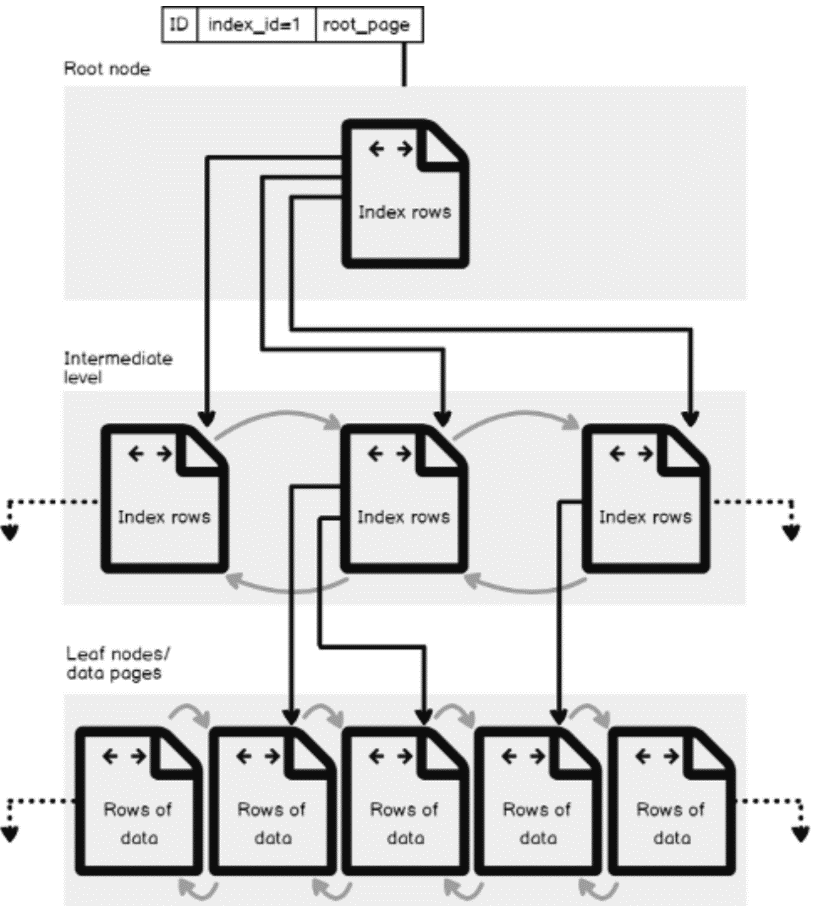 ID index_id=1 root_page
Root node
Index rows
Intermediate
level
Index rows Index rows Index rows
Leaf nodes/
data pages
Rows of Rows of Rows of Rows of Rows of
data data data data data